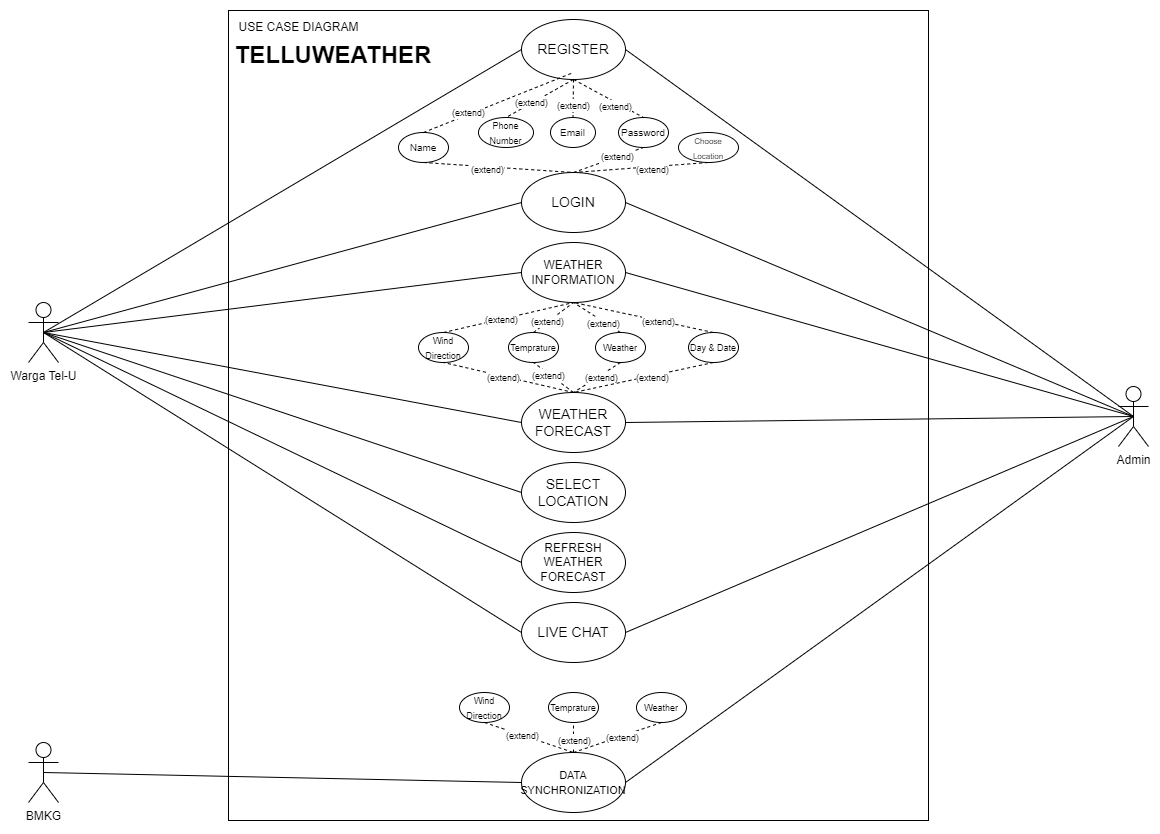 USE CASE DIAGRAM
TELLUWEATHER
REGISTER
(extend)
(extend)
(extend)
(extend)
Name
Phone
Number
Email
Password
Choose
Location
(extend)
(extend)
(extend)
LOGIN
WEATHER
INFORMATION
(extend)
(extend)
(extend)
(extend)
Wind
Direction
Temprature
Weather
Day & Date
(extend)
(extend)
(extend)
(extend)
WEATHER
FORECAST
SELECT
LOCATION
REFRESH
WEATHER
FORECAST
LIVE CHAT
Wind
Direction
Temprature
Weather
(extend)
(extend)
(extend)
DATA
SYNCHRONIZATION
Warga Tel-U
Admin
BMKG